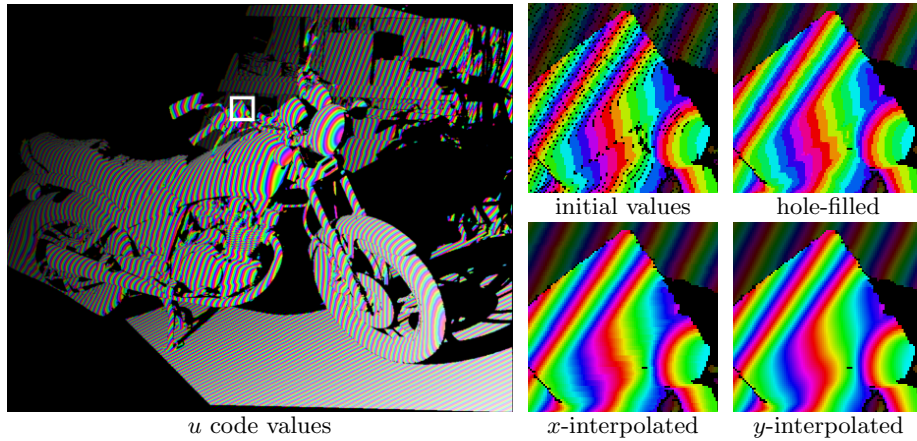 initial values
hole-filled
u code values
x-interpolated
y-interpolated